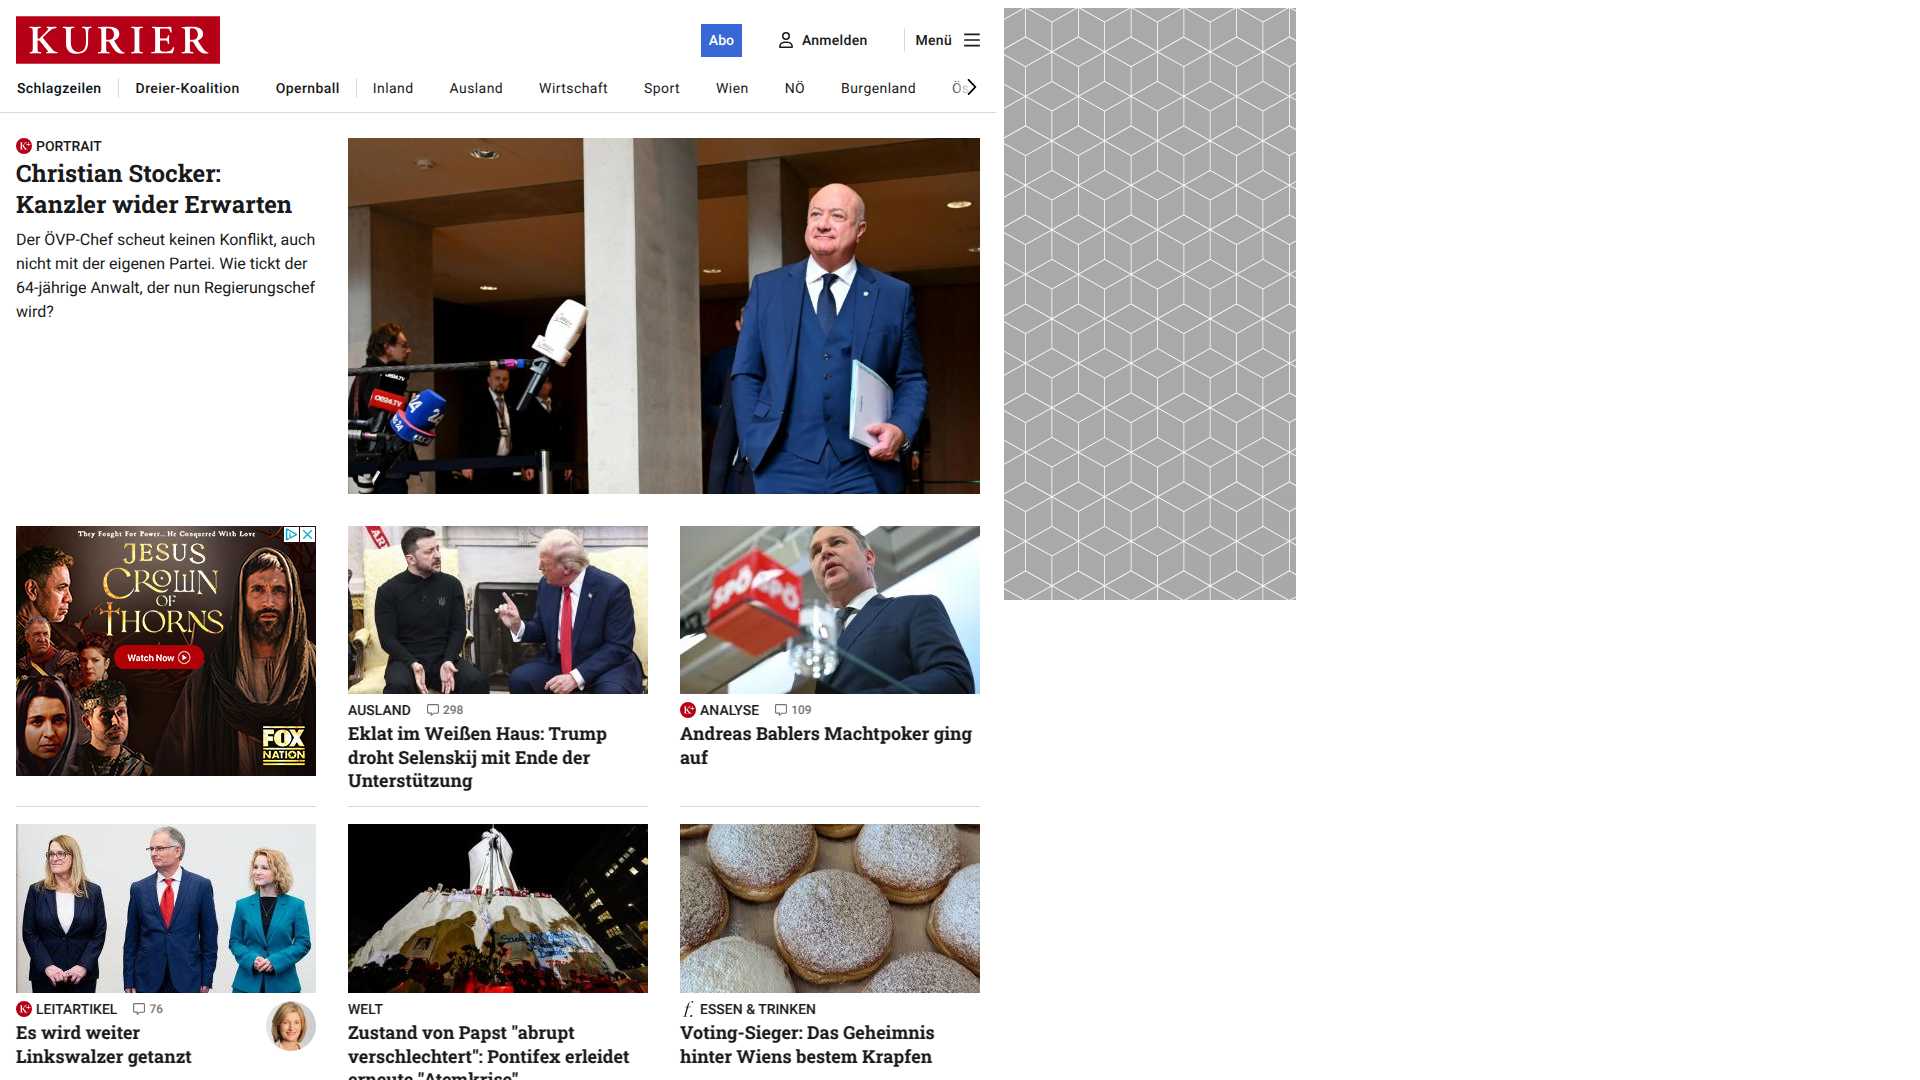 KURIER
Abo
Anmelden
Menü
Schlagzeilen
Dreier-Koalition
Opernball
Inland
Ausland
Wirtschaft
Sport
Wien
NÖ
Burgenland
PORTRAIT
Christian Stocker:
Kanzler wider Erwarten
Der ÖVP-Chef scheut keinen Konflikt, auch
nicht mit der eigenen Partei. Wie tickt der
64-jährige Anwalt, der nun Regierungschef
wird?
OE24.TV
They Fought For Power... He Conquered With Love
JESUS
CROWN
OF
THORNS
Watch Now
FOX
NATION
SPÖ
AUSLAND 298
Eklat im Weißen Haus: Trump
droht Selenskij mit Ende der
Unterstützung
K+ ANALYSE 109
Andreas Bablers Machtpoker ging
auf
K+ LEITARTIKEL 76
Es wird weiter
Linkswalzer getanzt
WELT
Zustand von Papst "abrupt
verschlechtert": Pontifex erleidet
erneute "Atemkrise"
f. ESSEN & TRINKEN
Voting-Sieger: Das Geheimnis
hinter Wiens bestem Krapfen